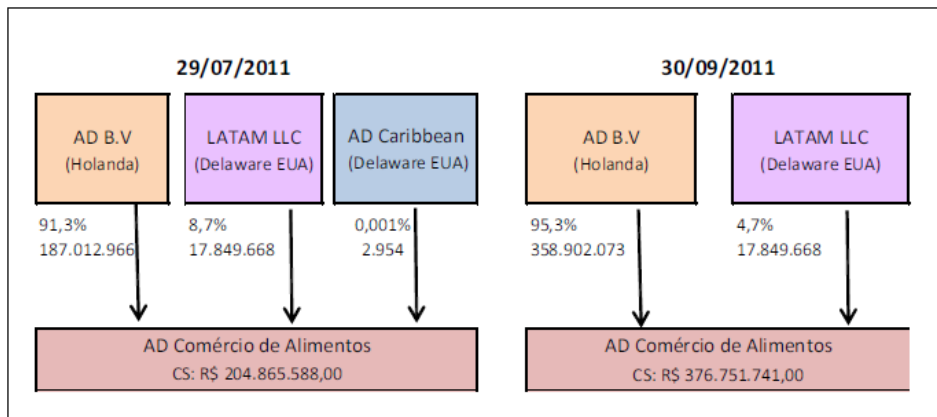 29/07/2011
AD B.V
(Holanda)
LATAM LLC
(Delaware EUA)
AD Caribbean
(Delaware EUA)
91,3%
187.012.966
8,7%
17.849.668
0,001%
2.954
AD Comércio de Alimentos
CS: R$ 204.865.588,00
30/09/2011
AD B.V
(Holanda)
LATAM LLC
(Delaware EUA)
95,3%
358.902.073
4,7%
17.849.668
AD Comércio de Alimentos
CS: R$ 376.751.741,00